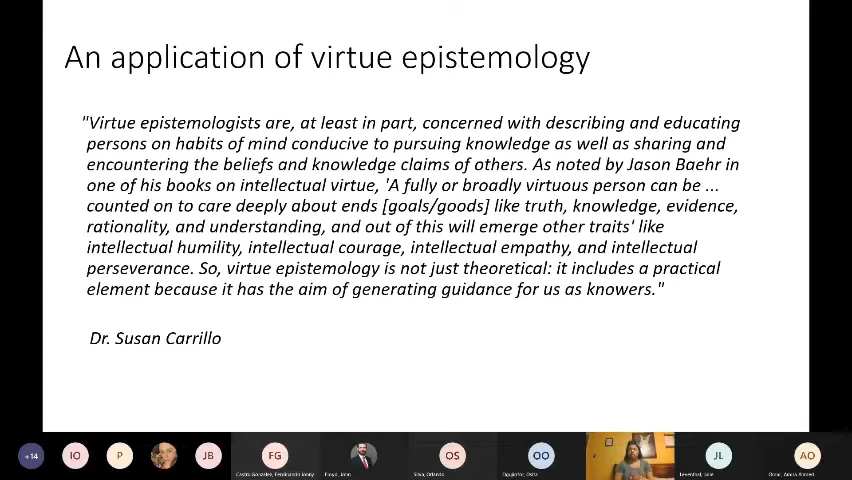 An application of virtue epistemology
"Virtue epistemologists are, at least in part, concerned with describing and educating
persons on habits of mind conducive to pursuing knowledge as well as sharing and
encountering the beliefs and knowledge claims of others. As noted by Jason Baehr in
one of his books on intellectual virtue, 'A fully or broadly virtuous person can be ...
counted on to care deeply about ends [goals/goods] like truth, knowledge, evidence,
rationality, and understanding, and out of this will emerge other traits' like
intellectual humility, intellectual courage, intellectual empathy, and intellectual
perseverance. So, virtue epistemology is not just theoretical: it includes a practical
element because it has the aim of generating guidance for us as knowers."
Dr. Susan Carrillo
+14 IO P JB FG OS OO JL AO
Floyd, John Silva, Orlando